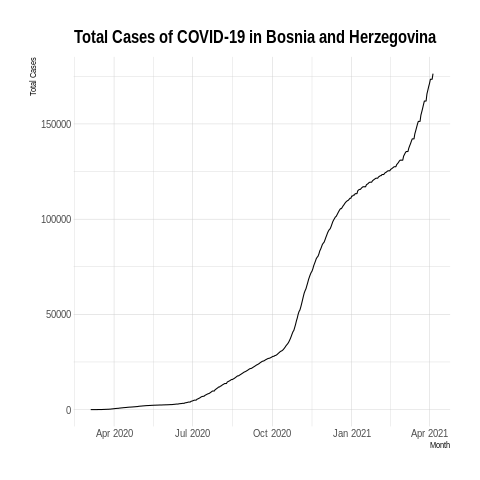 Total Cases of COVID-19 in Bosnia and Herzegovina
Total Cases
150000
100000
50000
0
Apr 2020 Jul 2020 Oct 2020 Jan 2021 Apr 2021
Month